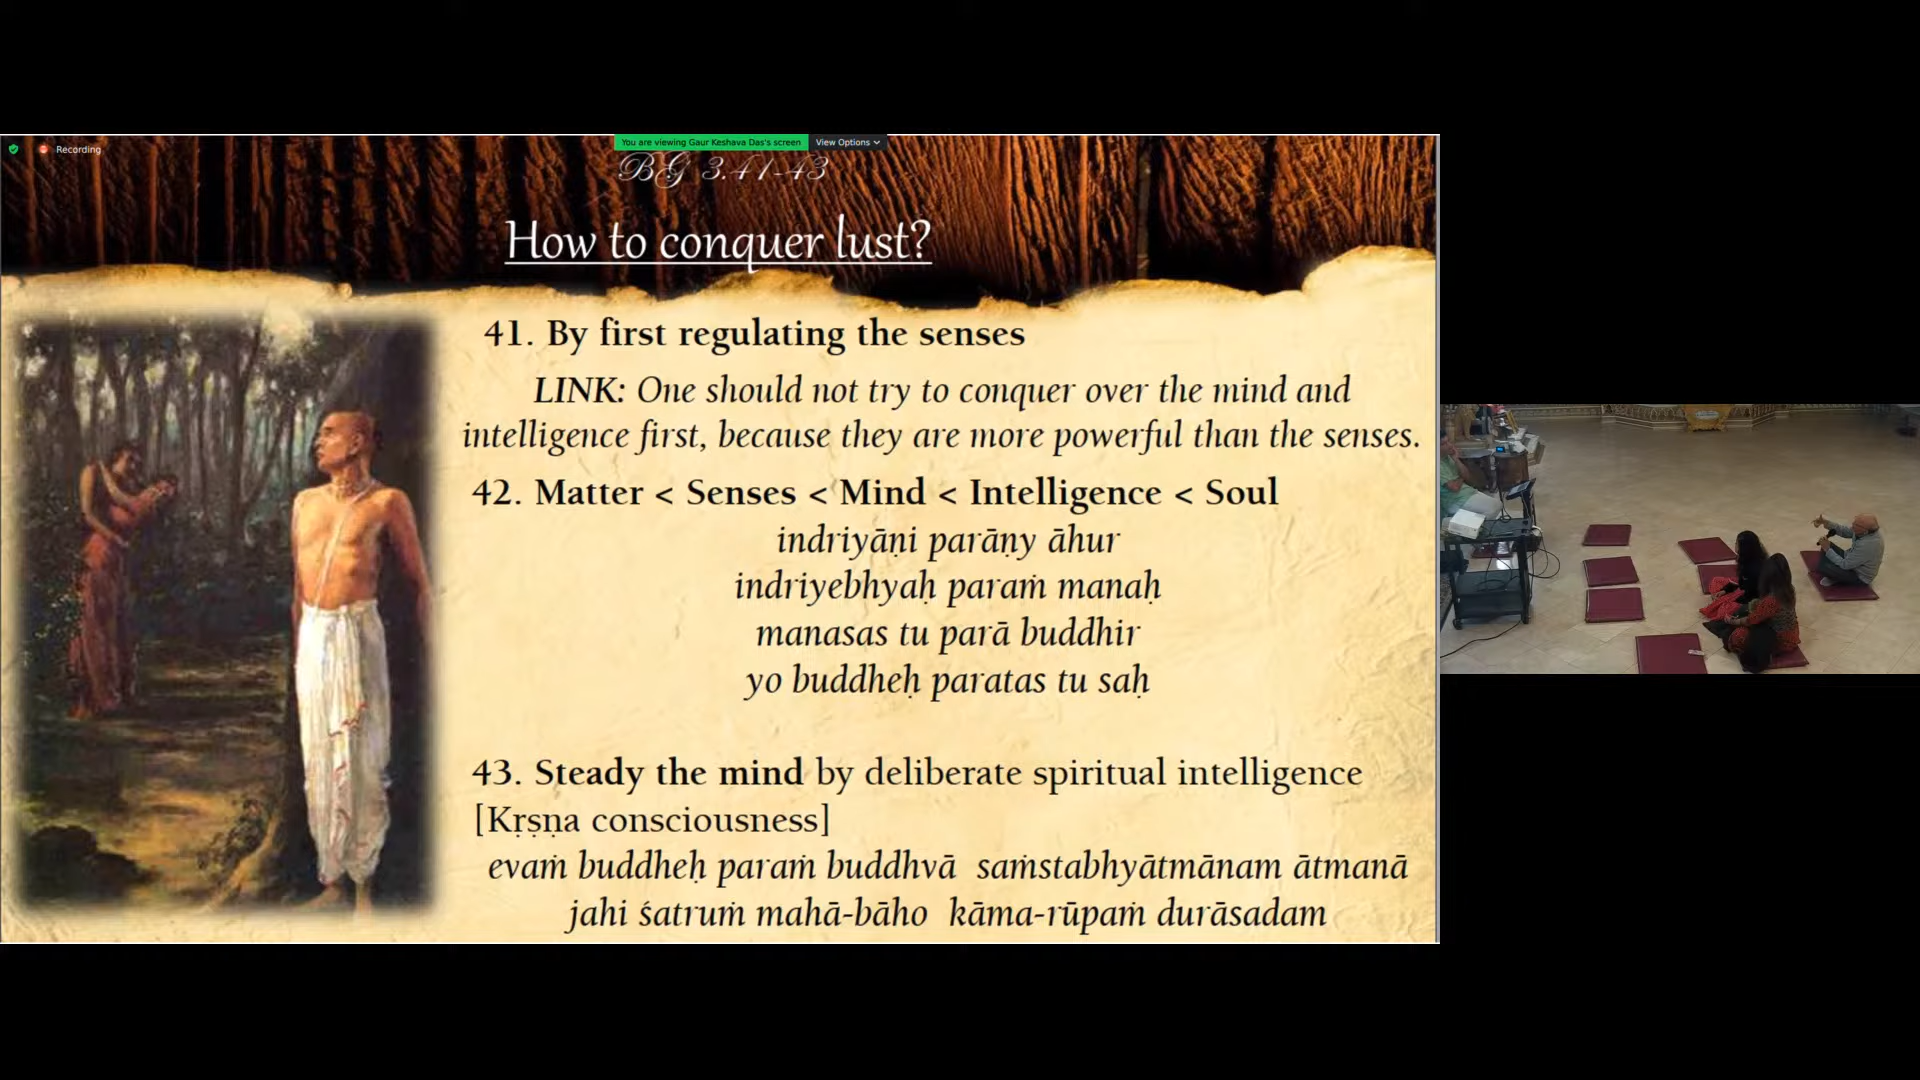 Recording
You are viewing Gaur Keshava Das's screen
View Options
BG 3.41-43
How to conquer lust?
41. By first regulating the senses
LINK: One should not try to conquer over the mind and
intelligence first, because they are more powerful than the senses.
42. Matter < Senses < Mind < Intelligence < Soul
indriyāṇi parāṇy āhur
indriyebhyaḥ paraṁ manaḥ
manasas tu parā buddhir
yo buddheḥ paratas tu saḥ
43. Steady the mind by deliberate spiritual intelligence
[Kṛṣṇa consciousness]
evaṁ buddheḥ paraṁ buddhvā saṁstabhyātmānam ātmanā
jahi śatruṁ mahā-bāho kāma-rūpaṁ durāsadam